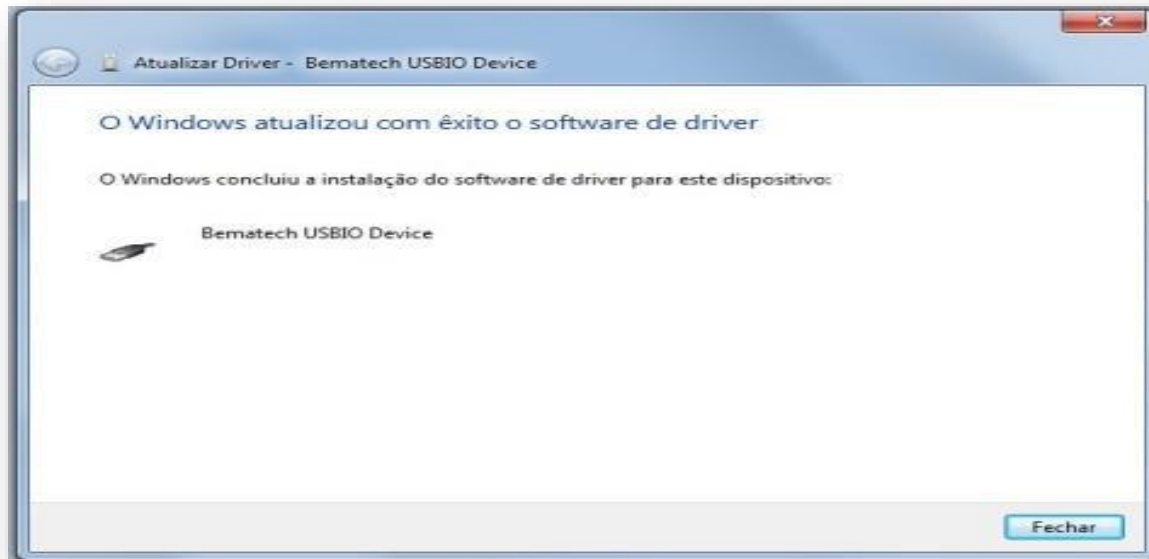 Atualizar Driver - Bematech USBIO Device
O Windows atualizou com êxito o software de driver
O Windows concluiu a instalação do software de driver para este dispositivo:
Bematech USBIO Device
Fechar